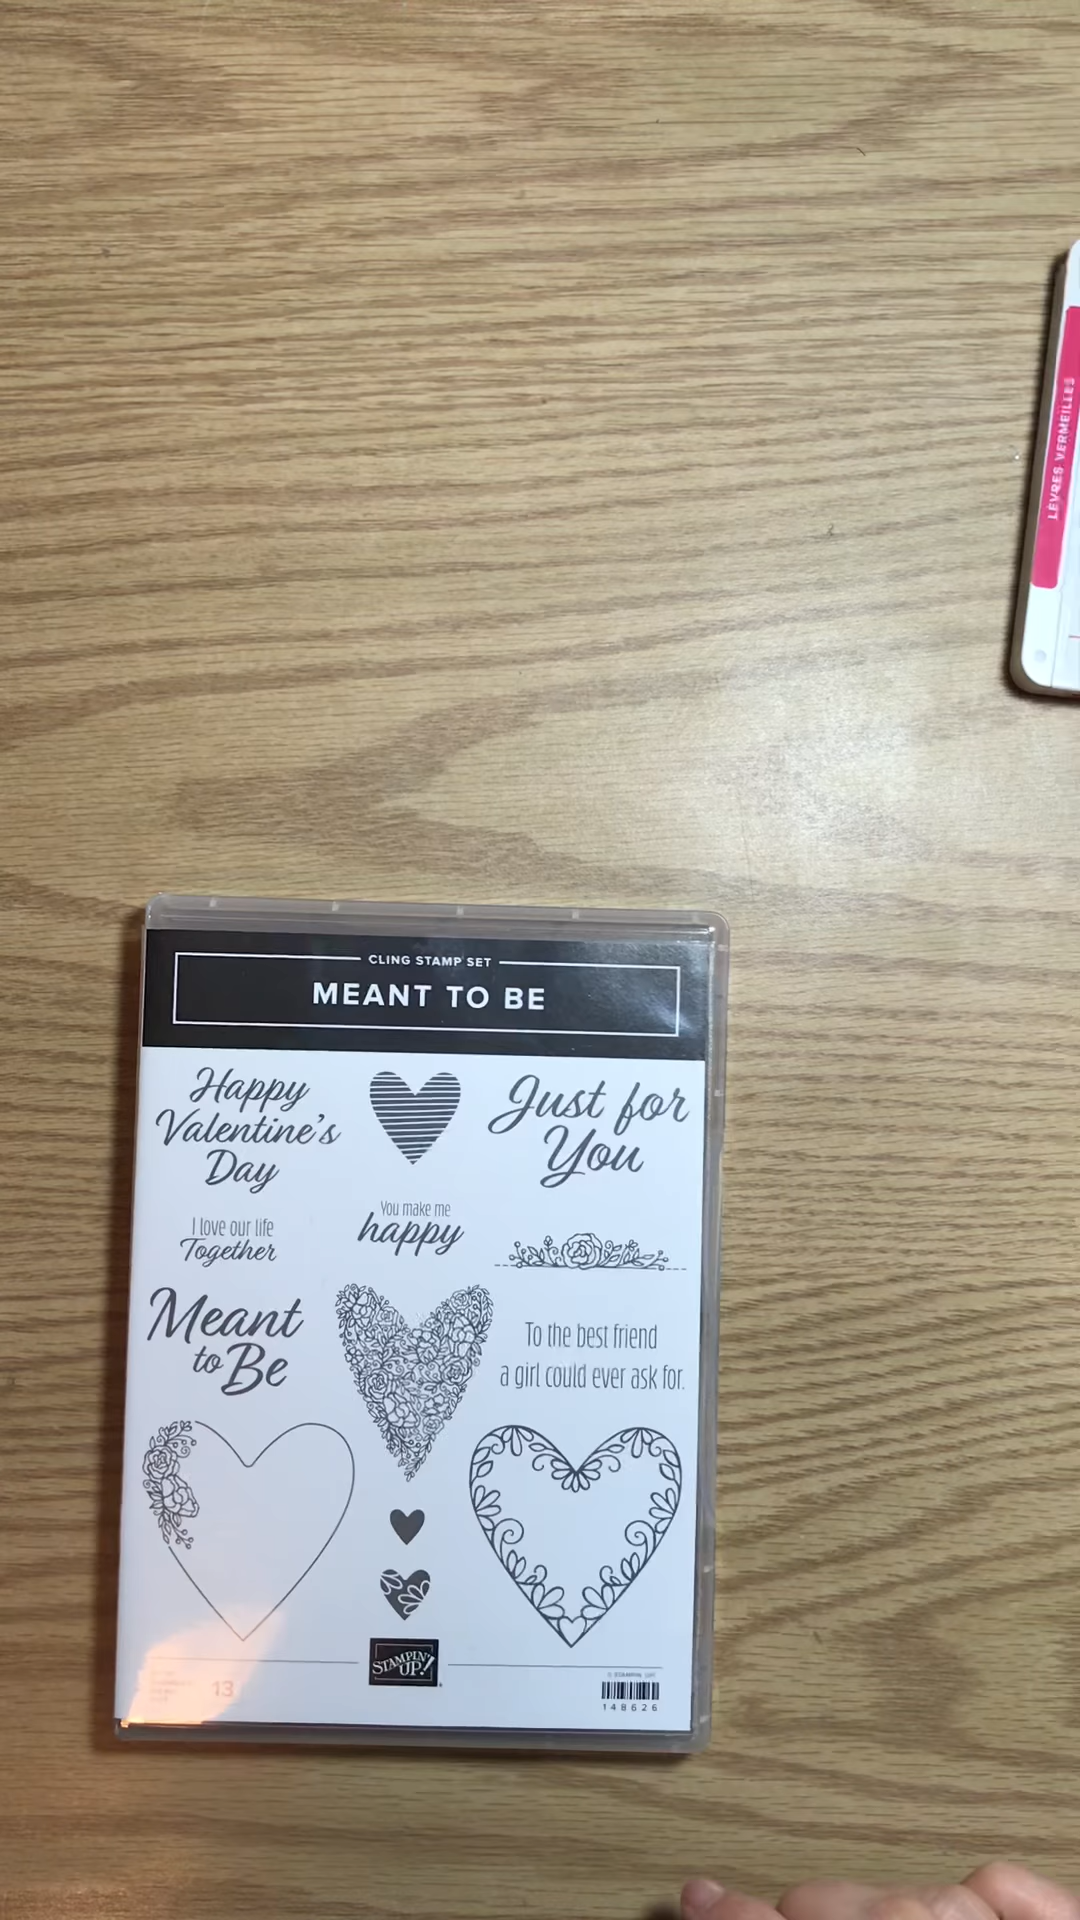 LÈVRES VERMEILLES
CLING STAMP SET
MEANT TO BE
Happy
Valentine's
Day
Just for
You
I love our life
Together
You make me
happy
Meant
to Be
To the best friend
a girl could ever ask for.
STAMPIN'
UP!
13
© STAMPIN' UP!
148626